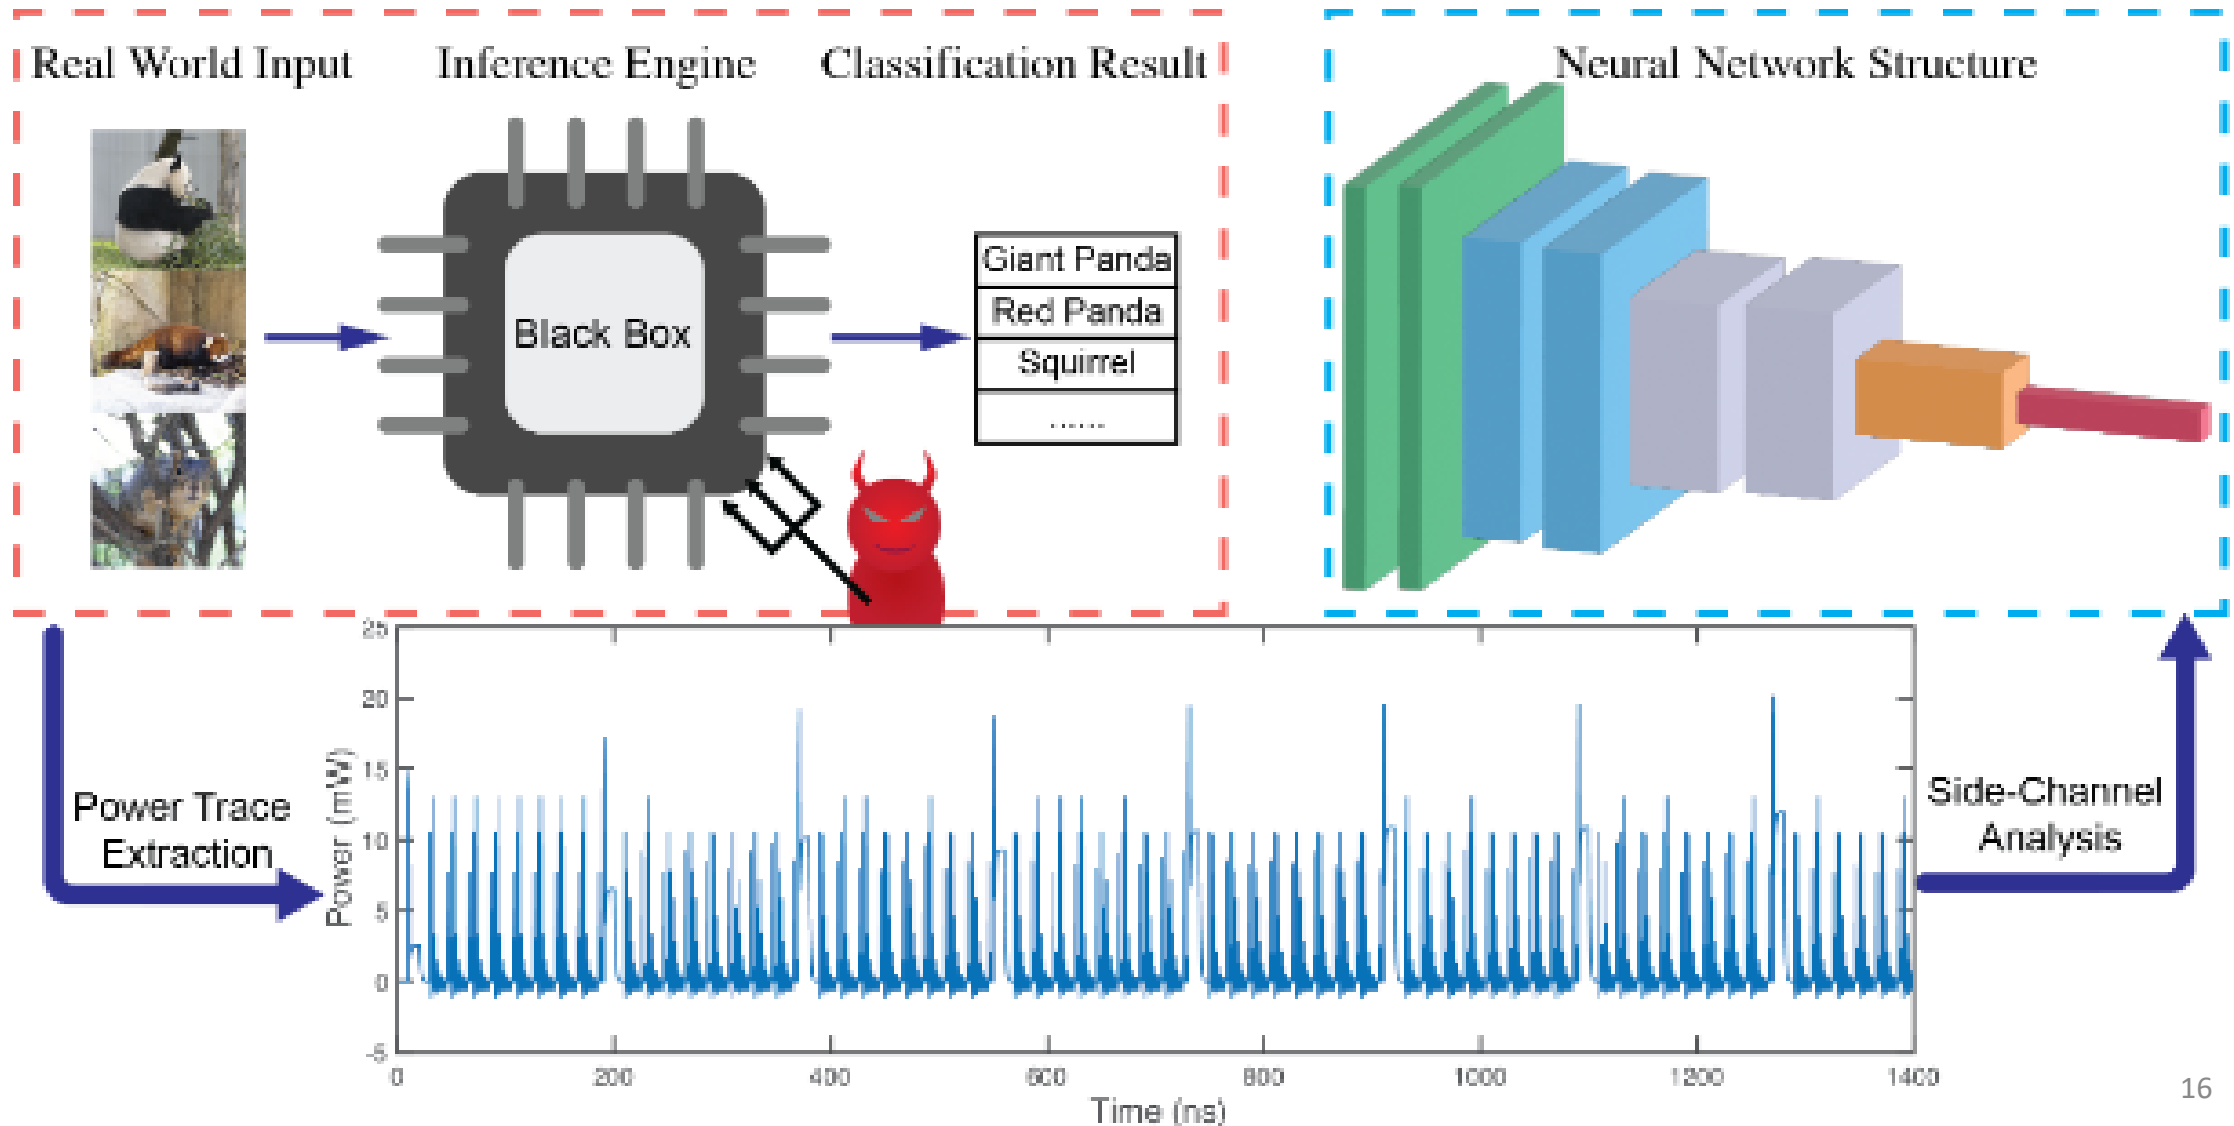 Real World Input
Inference Engine
Classification Result
Neural Network Structure
Black Box
Giant Panda
Red Panda
Squirrel
......
Power Trace
Extraction
Side-Channel
Analysis
Power (mW)
25
20
15
10
5
0
-5
0
200
400
600
800
1000
1200
1400
Time (ns)
16